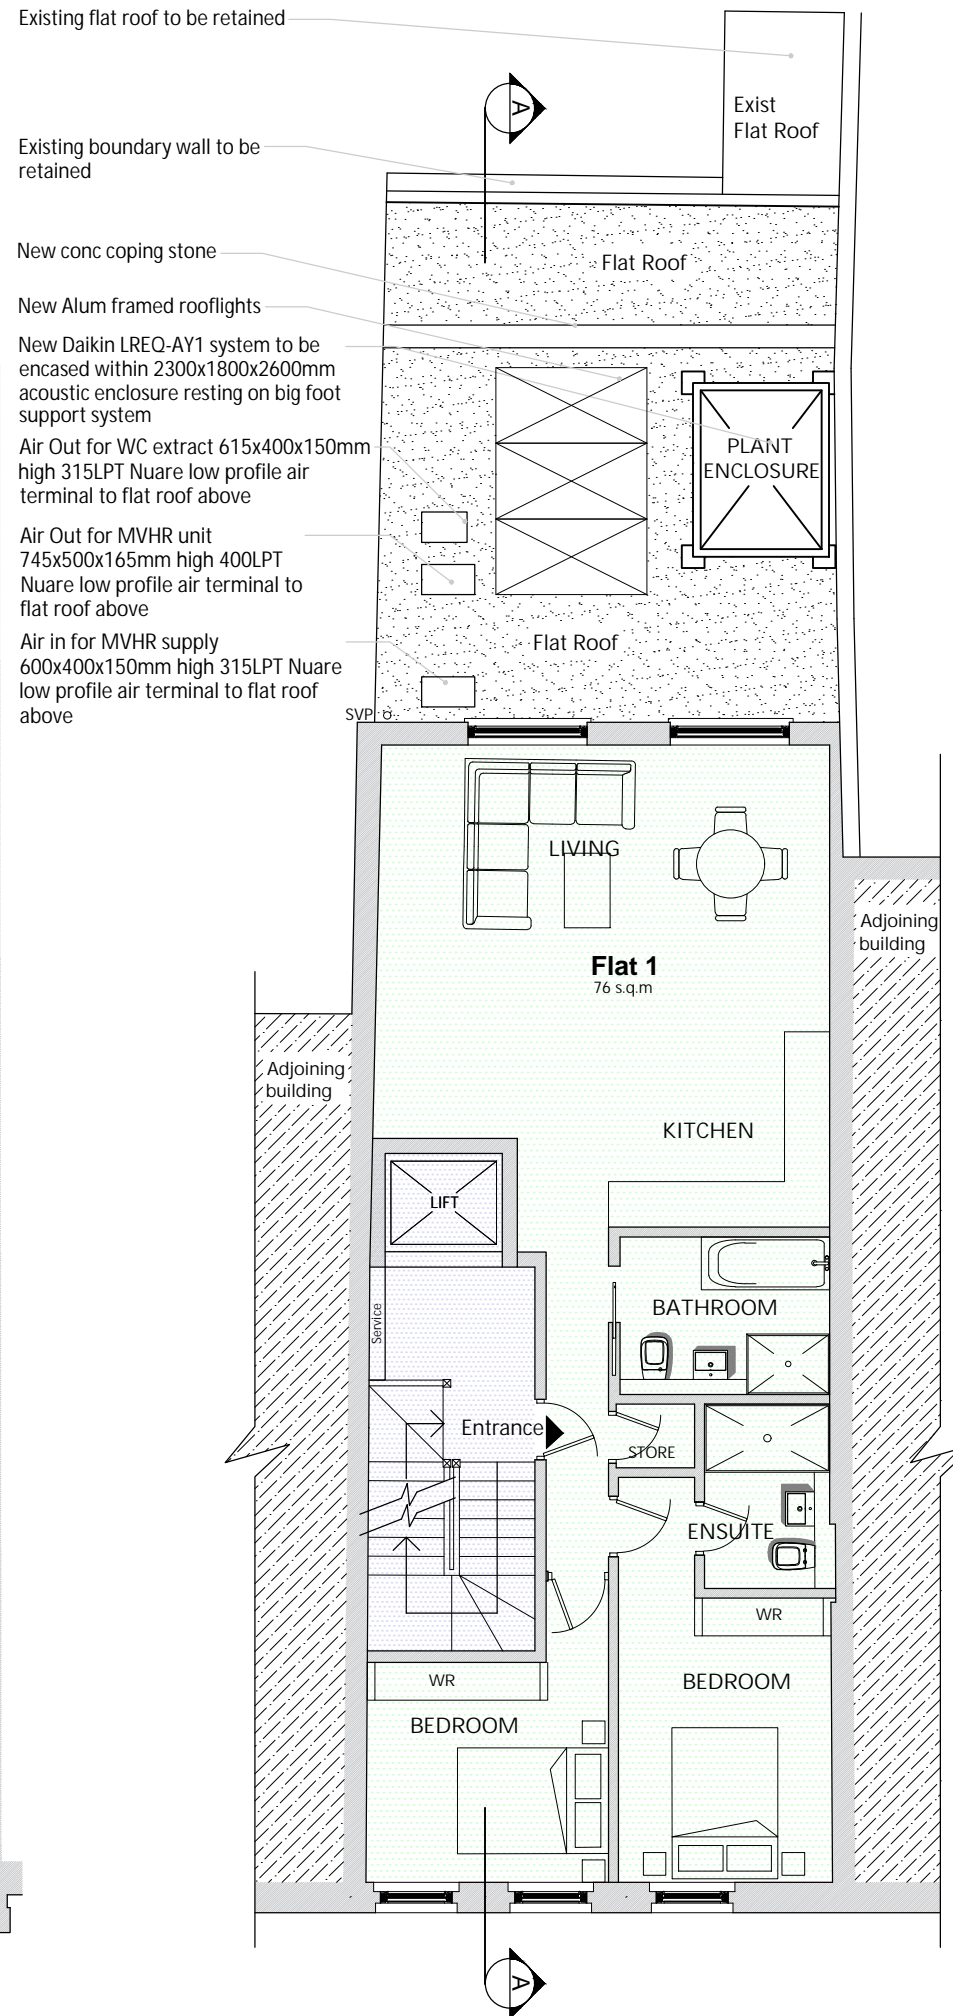 Existing flat roof to be retained
A
Exist
Flat Roof
Existing boundary wall to be
retained
New conc coping stone
Flat Roof
New Alum framed rooflights
New Daikin LREQ-AY1 system to be
encased within 2300x1800x2600mm
acoustic enclosure resting on big foot
support system
PLANT
ENCLOSURE
Air Out for WC extract 615x400x150mm
high 315LPT Nuare low profile air
terminal to flat roof above
Air Out for MVHR unit
745x500x165mm high 400LPT
Nuare low profile air terminal to
flat roof above
Air in for MVHR supply
600x400x150mm high 315LPT Nuare
low profile air terminal to flat roof
above
Flat Roof
SVP
LIVING
Flat 1
76 s.q.m
Adjoining
building
Adjoining
building
KITCHEN
LIFT
Service
BATHROOM
Entrance
STORE
ENSUITE
WR
WR
BEDROOM
BEDROOM
A